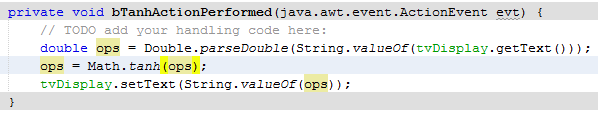 private void bTanhActionPerformed(java.awt.event.ActionEvent evt) {
// TODO add your handling code here:
double ops = Double.parseDouble(String.valueOf(tvDisplay.getText()));
ops = Math.tanh(ops);
tvDisplay.setText(String.valueOf(ops));
}